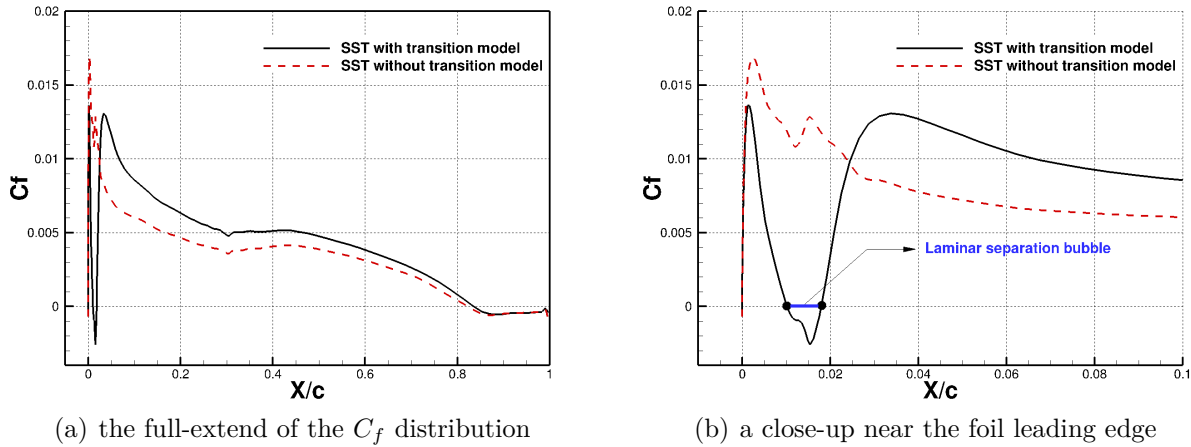 0.02
0.015
0.01
0.005
0
Cf
SST with transition model
SST without transition model
0
0.2
0.4
0.6
0.8
1
X/c
(a) the full-extend of the Cf distribution
0.02
0.015
0.01
0.005
0
Cf
SST with transition model
SST without transition model
Laminar separation bubble
0
0.02
0.04
0.06
0.08
0.1
X/c
(b) a close-up near the foil leading edge